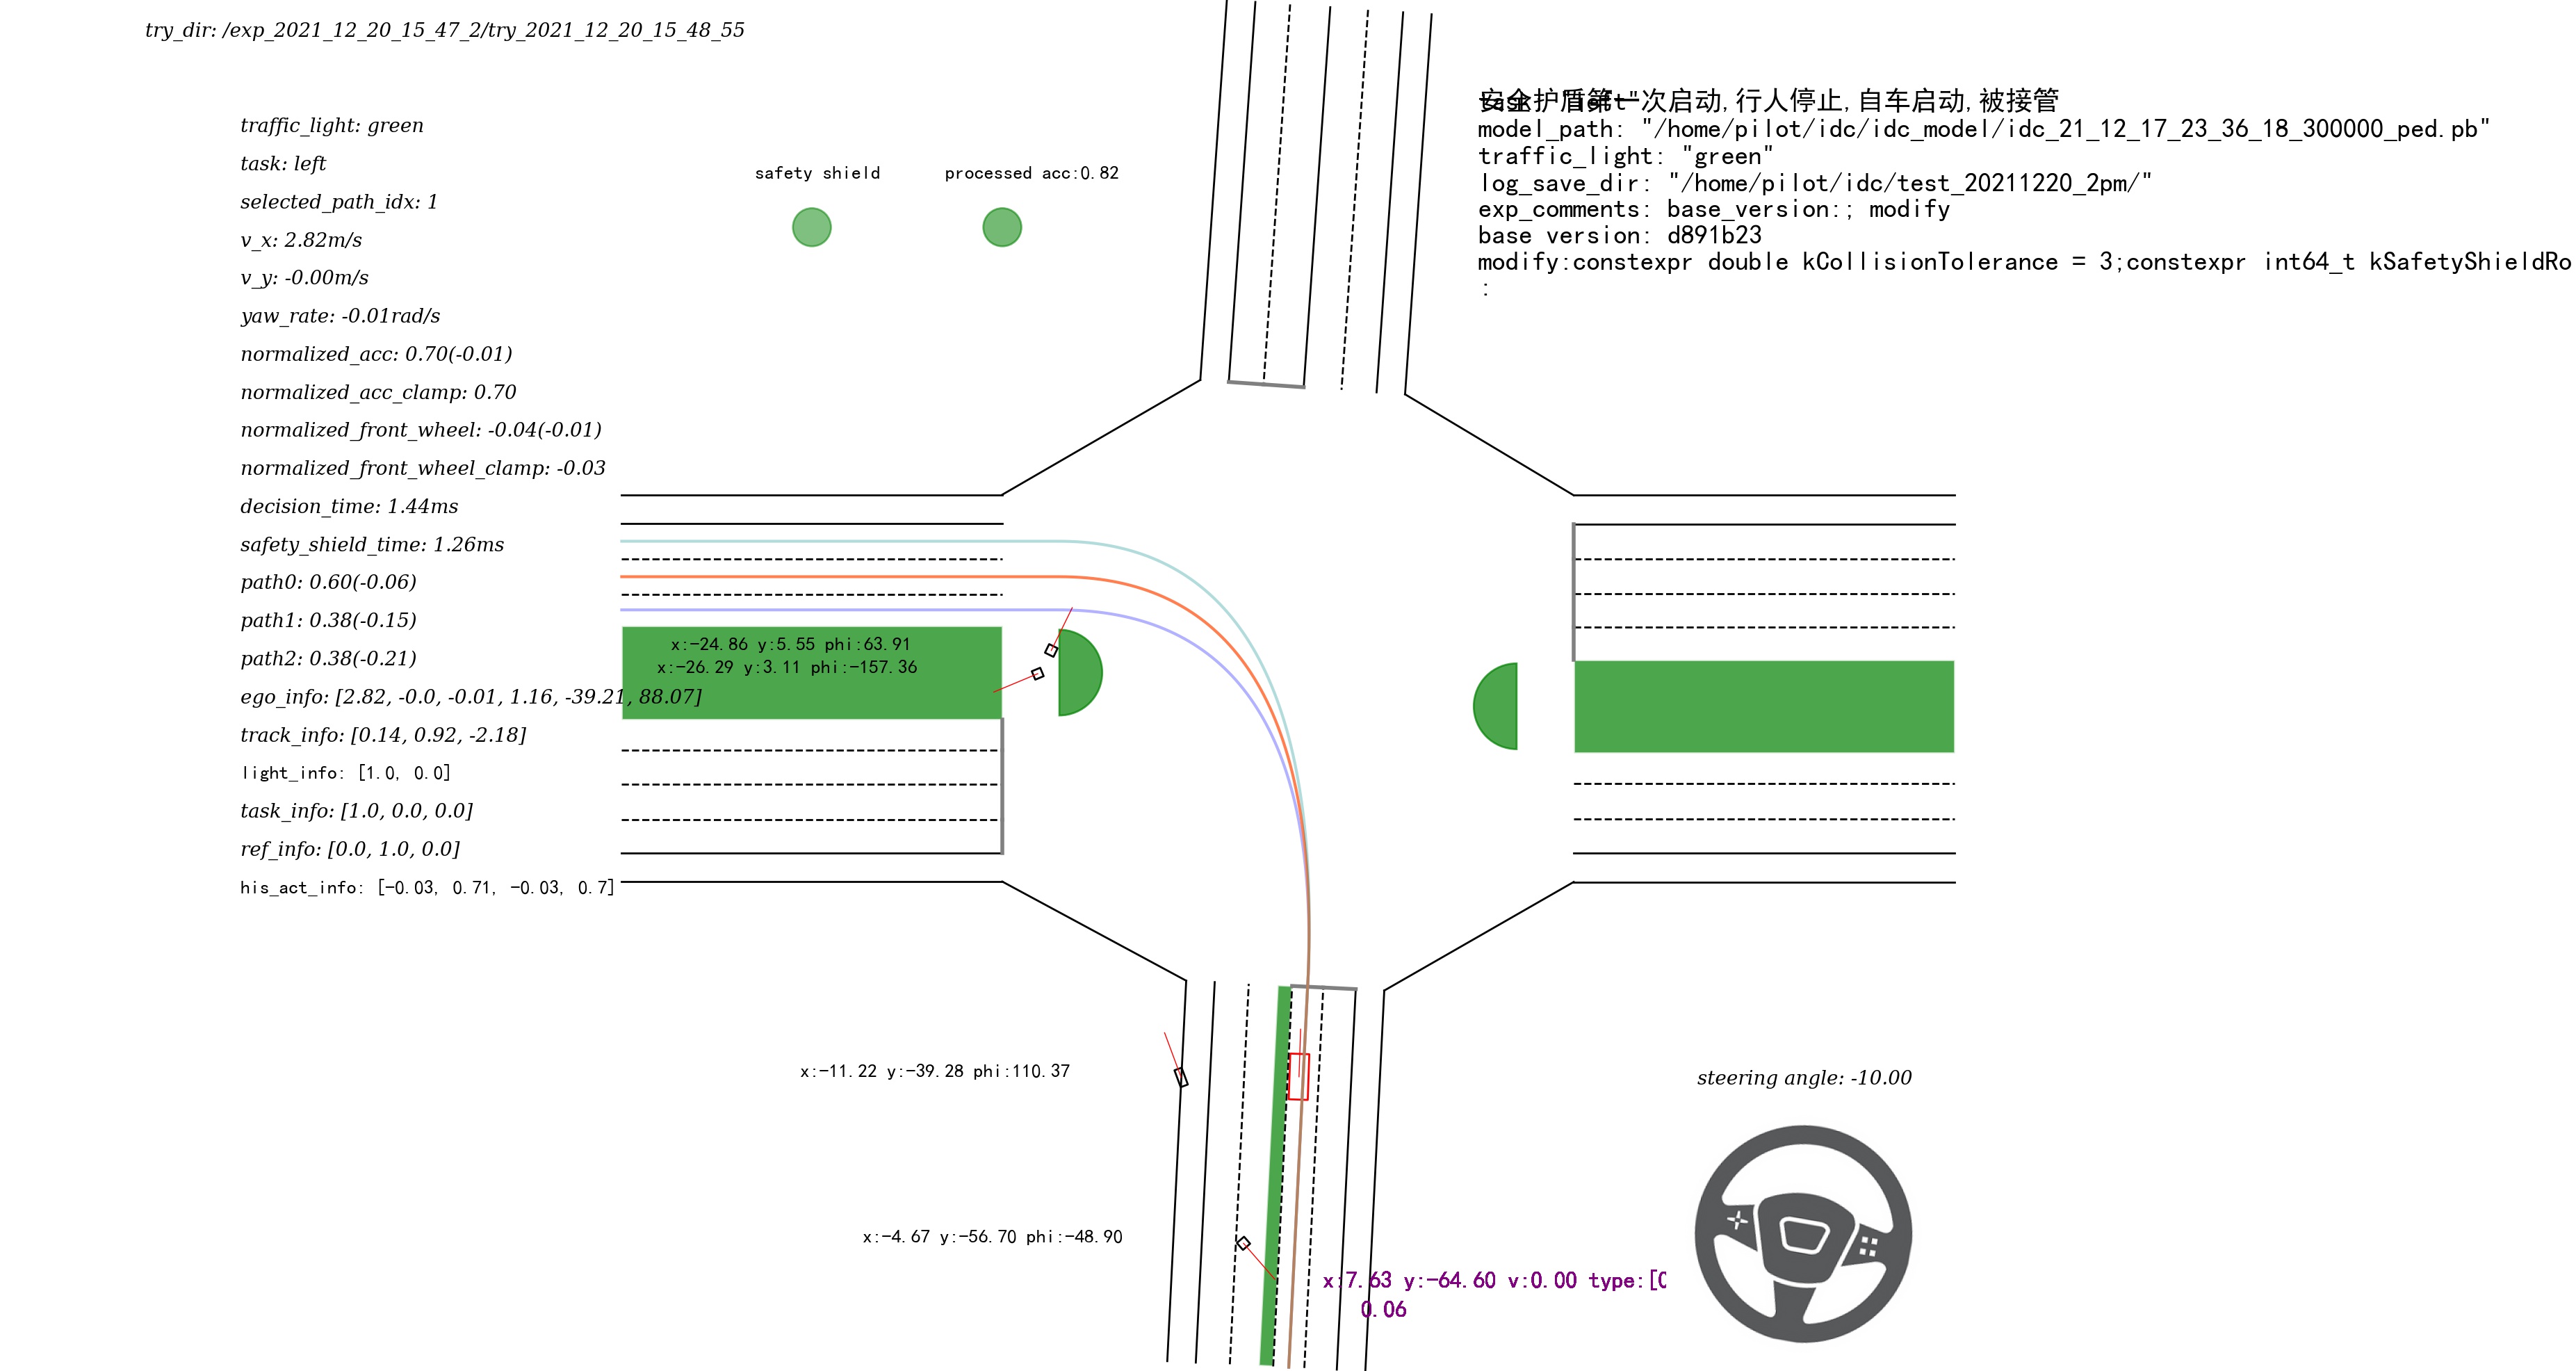 try_dir: /exp_2021_12_20_15_47_2/try_2021_12_20_15_48_55
traffic_light: green
task: left
selected_path_idx: 1
v_x: 2.82m/s
v_y: -0.00m/s
yaw_rate: -0.01rad/s
normalized_acc: 0.70(-0.01)
normalized_acc_clamp: 0.70
normalized_front_wheel: -0.04(-0.01)
normalized_front_wheel_clamp: -0.03
decision_time: 1.44ms
safety_shield_time: 1.26ms
path0: 0.60(-0.06)
path1: 0.38(-0.15)
path2: 0.38(-0.21)
ego_info: [2.82, -0.0, -0.01, 1.16, -39.21, 88.07]
track_info: [0.14, 0.92, -2.18]
light_info: [1.0, 0.0]
task_info: [1.0, 0.0, 0.0]
ref_info: [0.0, 1.0, 0.0]
his_act_info: [-0.03, 0.71, -0.03, 0.7]
safety shield
processed acc:0.82
安全护盾第一次启动,行人停止,自车启动,被接管
task: "left"
model_path: "/home/pilot/idc/idc_model/idc_21_12_17_23_36_18_300000_ped.pb"
traffic_light: "green"
log_save_dir: "/home/pilot/idc/test_20211220_2pm/"
exp_comments: base_version:; modify
base version: d891b23
modify:constexpr double kCollisionTolerance = 3;constexpr int64_t kSafetyShieldRo
:
x:-24.86 y:5.55 phi:63.91
x:-26.29 y:3.11 phi:-157.36
x:-11.22 y:-39.28 phi:110.37
x:-4.67 y:-56.70 phi:-48.90
x:7.63 y:-64.60 v:0.00 type:[0
0.06
steering angle: -10.00